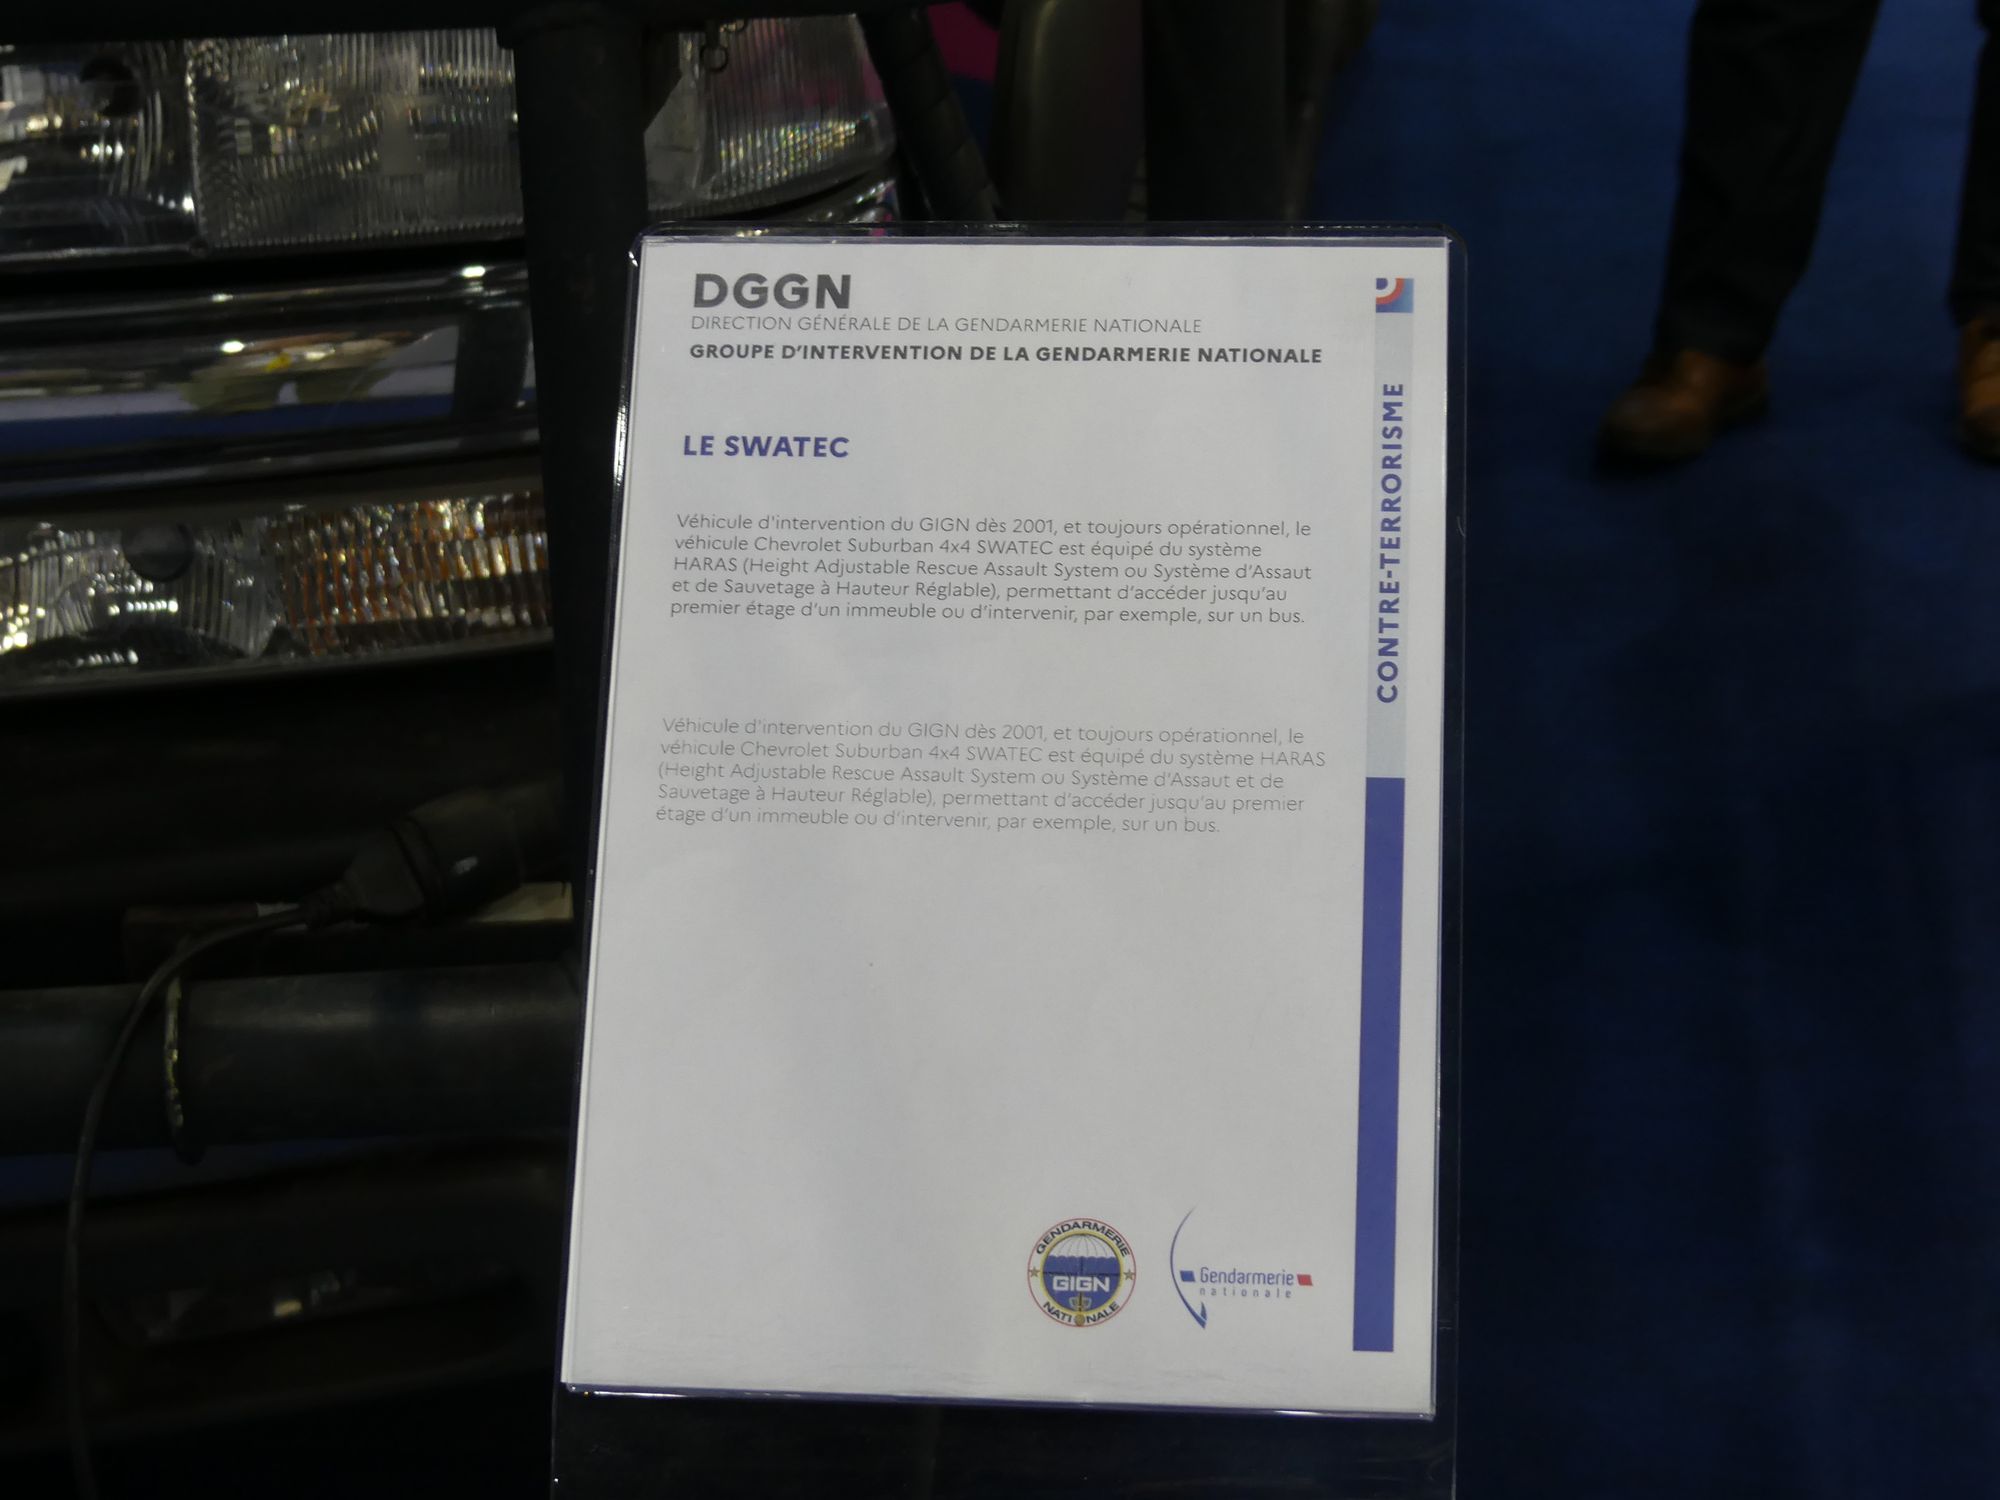 DGGN
DIRECTION GÉNÉRALE DE LA GENDARMERIE NATIONALE
GROUPE D'INTERVENTION DE LA GENDARMERIE NATIONALE
LE SWATEC
Véhicule d'intervention du GIGN dès 2001, et toujours opérationnel, le
véhicule Chevrolet Suburban 4x4 SWATEC est équipé du système
HARAS (Height Adjustable Rescue Assault System ou Système d'Assaut
et de Sauvetage à Hauteur Réglable), permettant d'accéder jusqu'au
premier étage d'un immeuble ou d'intervenir, par exemple, sur un bus.
Véhicule d'intervention du GIGN dès 2001, et toujours opérationnel, le
véhicule Chevrolet Suburban 4x4 SWATEC est équipé du système HARAS
(Height Adjustable Rescue Assault System ou Système d'Assaut et de
Sauvetage à Hauteur Réglable), permettant d'accéder jusqu'au premier
étage d'un immeuble ou d'intervenir, par exemple, sur un bus.
CONTRE-TERRORISME
GENDARMERIE
GIGN
NATIONALE
Gendarmerie
nationale